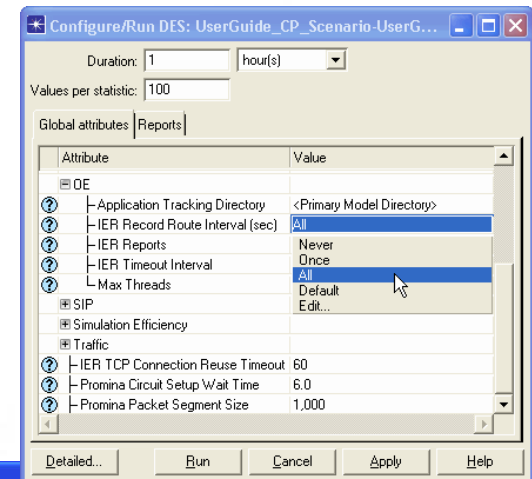 Configure/Run DES: UserGuide_CP_Scenario-UserG...
Duration: 1 hour(s)
Values per statistic: 100
Global attributes Reports
Attribute Value
OE
Application Tracking Directory <Primary Model Directory>
IER Record Route Interval (sec) All
IER Reports Never
Once
IER Timeout Interval All
Max Threads Default
SIP Edit...
Simulation Efficiency
Traffic
IER TCP Connection Reuse Timeout 60
Promina Circuit Setup Wait Time 6.0
Promina Packet Segment Size 1,000
Detailed... Run Cancel Apply Help